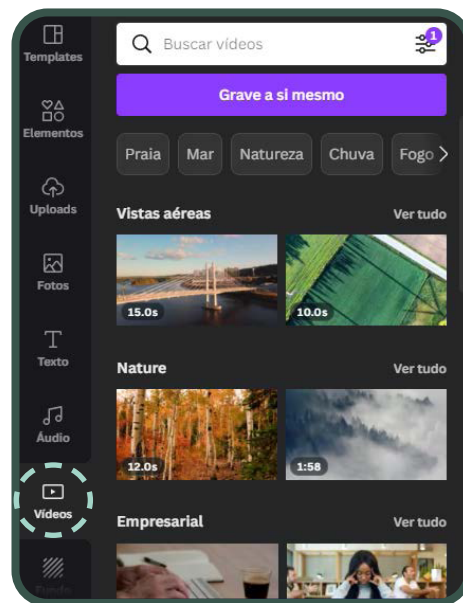 Templates
Elementos
Uploads
Fotos
Texto
Áudio
Vídeos
Fundo
Buscar vídeos
1
Grave a si mesmo
Praia Mar Natureza Chuva Fogo
Vistas aéreas Ver tudo
15.0s 10.0s
Nature Ver tudo
12.0s 1:58
Empresarial Ver tudo